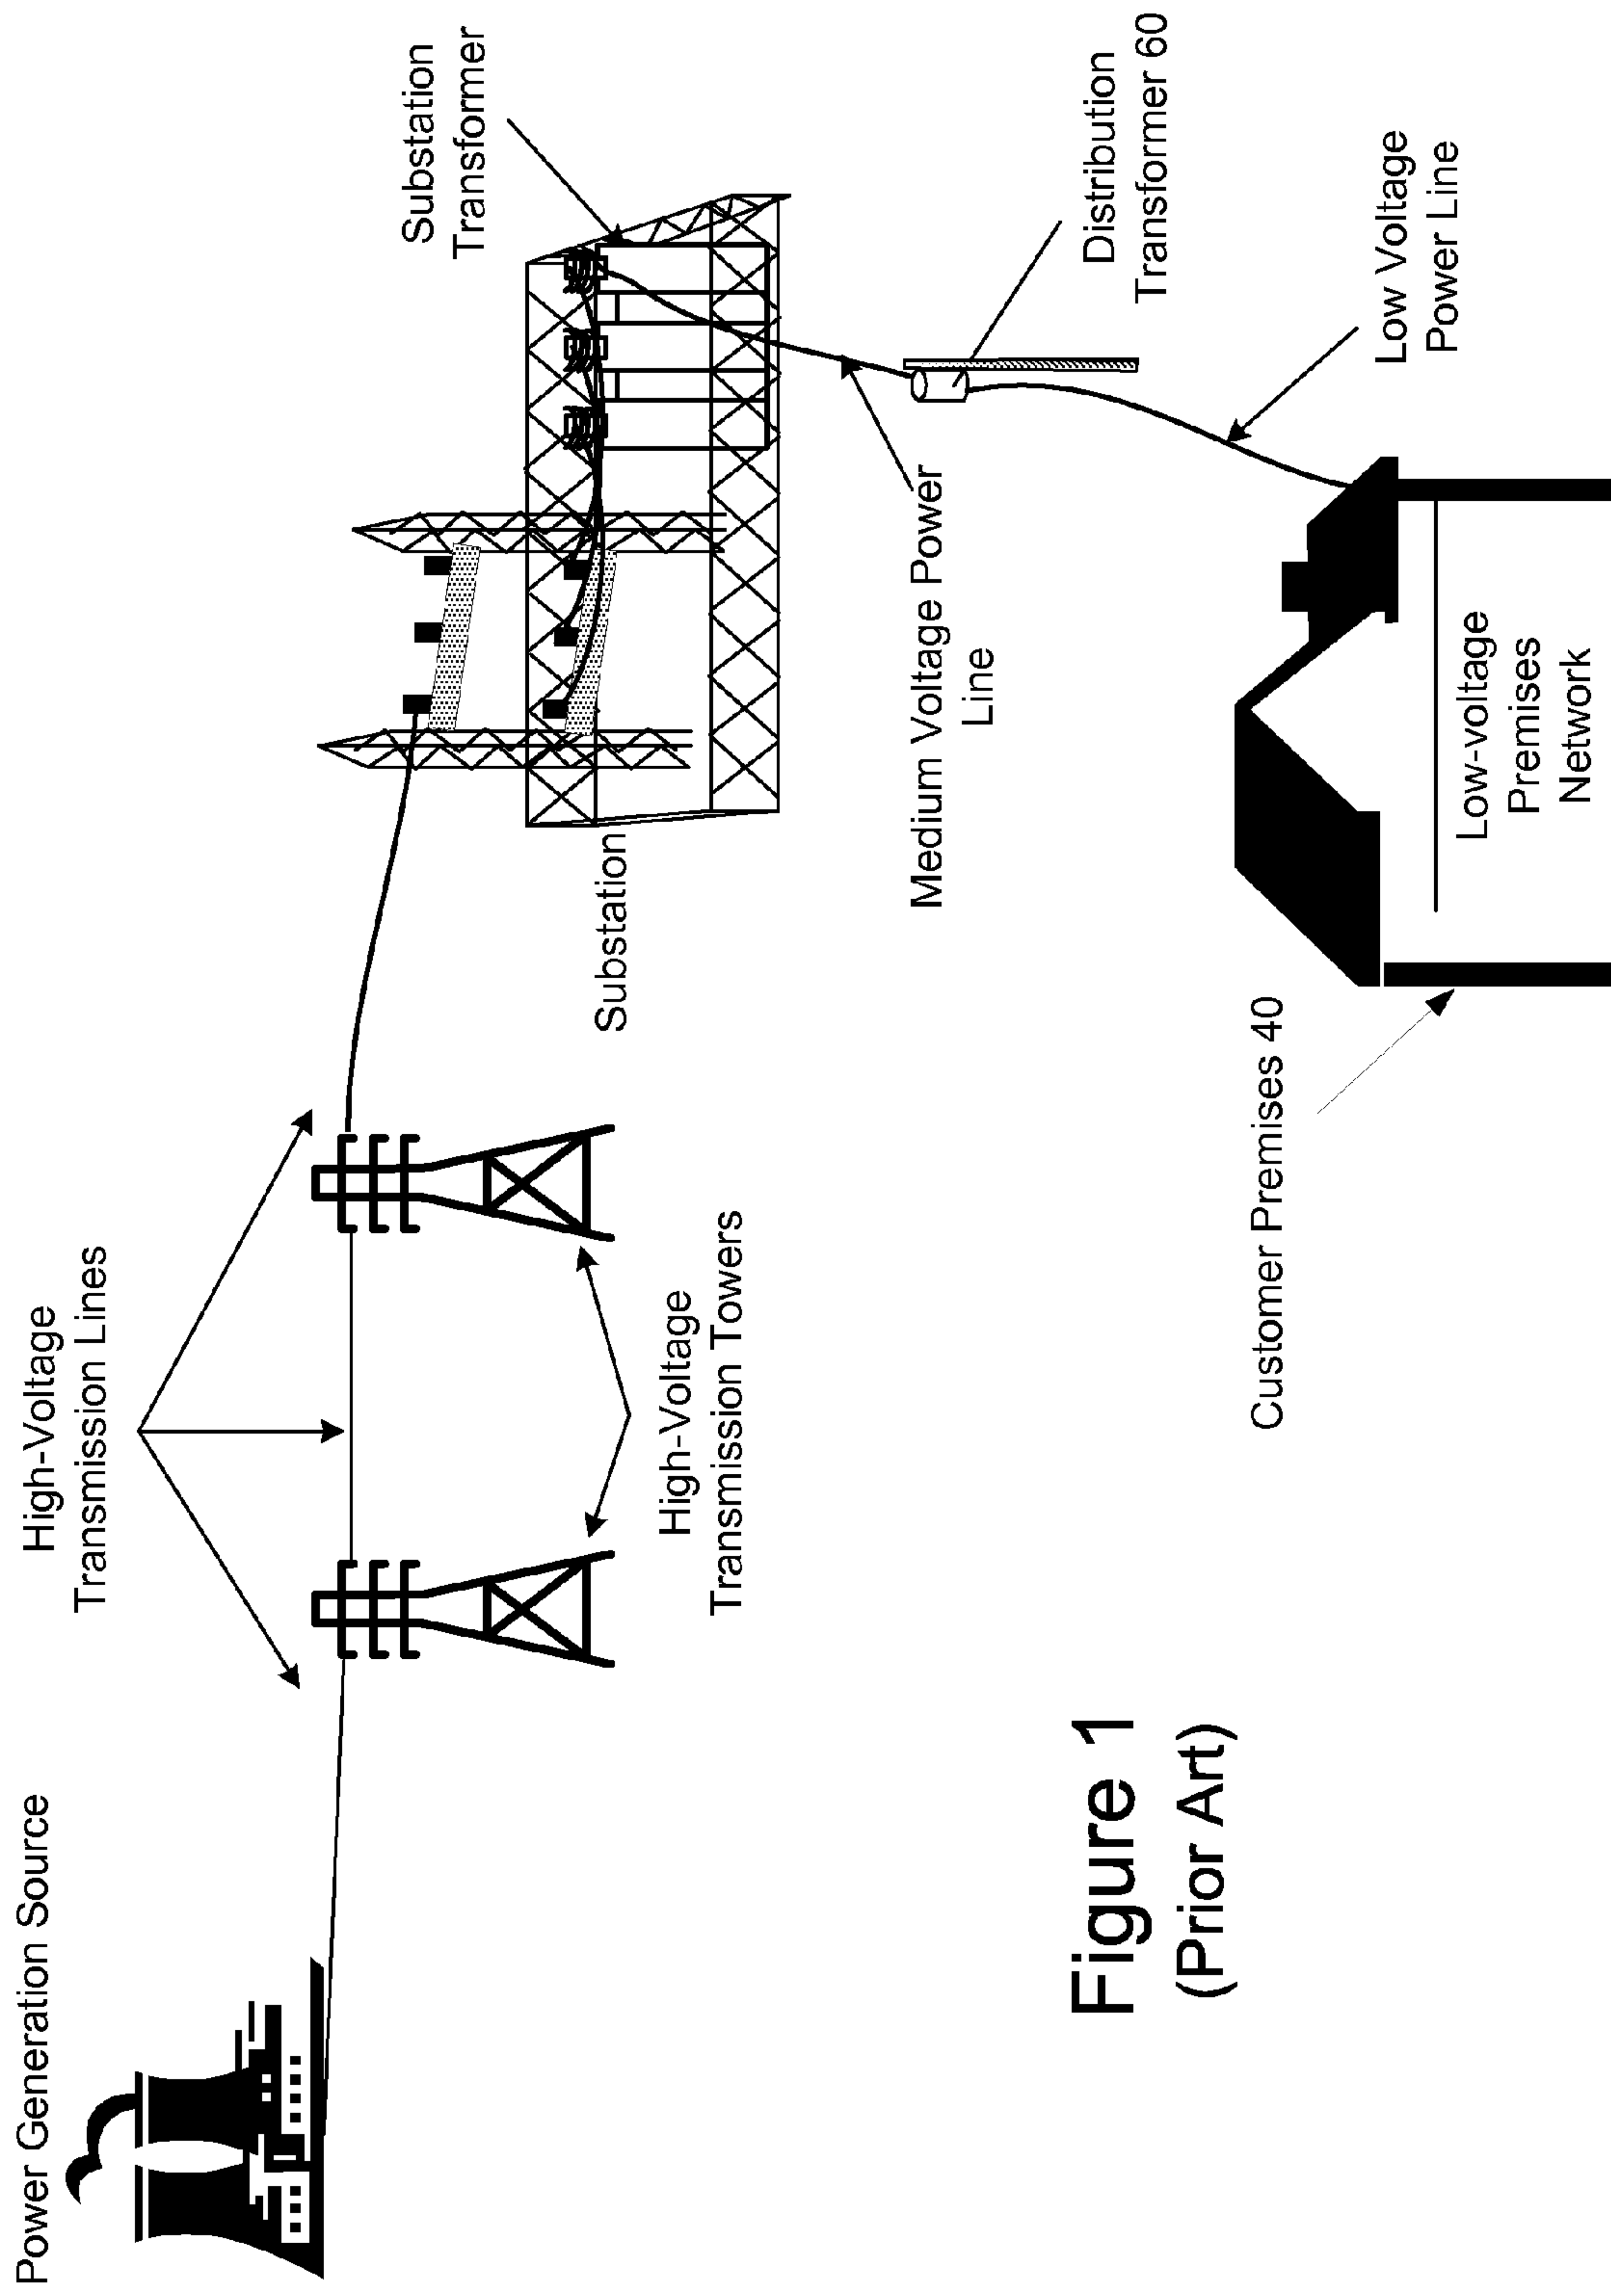 Power Generation Source
High-Voltage
Transmission Lines
High-Voltage
Transmission Towers
Substation
Substation
Transformer
Medium Voltage Power
Line
Distribution
Transformer 60
Low Voltage
Power Line
Customer Premises 40
Low-voltage
Premises
Network
Figure 1
(Prior Art)